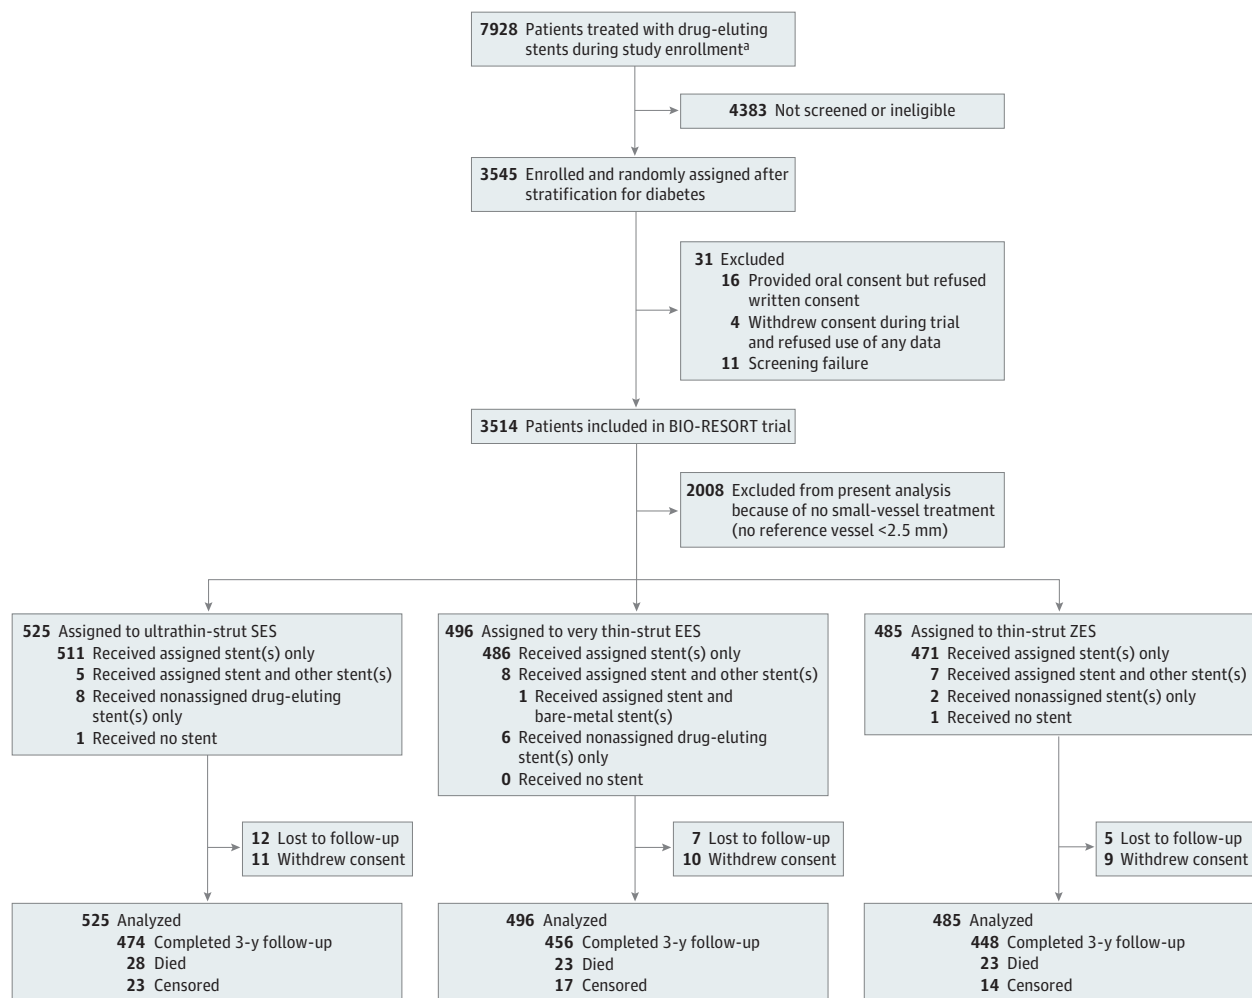 7928 Patients treated with drug-eluting
stents during study enrollmentᵃ
4383 Not screened or ineligible
3545 Enrolled and randomly assigned after
stratification for diabetes
31 Excluded
16 Provided oral consent but refused
written consent
4 Withdrew consent during trial
and refused use of any data
11 Screening failure
3514 Patients included in BIO-RESORT trial
2008 Excluded from present analysis
because of no small-vessel treatment
(no reference vessel <2.5 mm)
525 Assigned to ultrathin-strut SES
511 Received assigned stent(s) only
5 Received assigned stent and other stent(s)
8 Received nonassigned drug-eluting
stent(s) only
1 Received no stent
496 Assigned to very thin-strut EES
486 Received assigned stent(s) only
8 Received assigned stent and other stent(s)
1 Received assigned stent and
bare-metal stent(s)
6 Received nonassigned drug-eluting
stent(s) only
0 Received no stent
485 Assigned to thin-strut ZES
471 Received assigned stent(s) only
7 Received assigned stent and other stent(s)
2 Received nonassigned stent(s) only
1 Received no stent
12 Lost to follow-up
11 Withdrew consent
7 Lost to follow-up
10 Withdrew consent
5 Lost to follow-up
9 Withdrew consent
525 Analyzed
474 Completed 3-y follow-up
28 Died
23 Censored
496 Analyzed
456 Completed 3-y follow-up
23 Died
17 Censored
485 Analyzed
448 Completed 3-y follow-up
23 Died
14 Censored